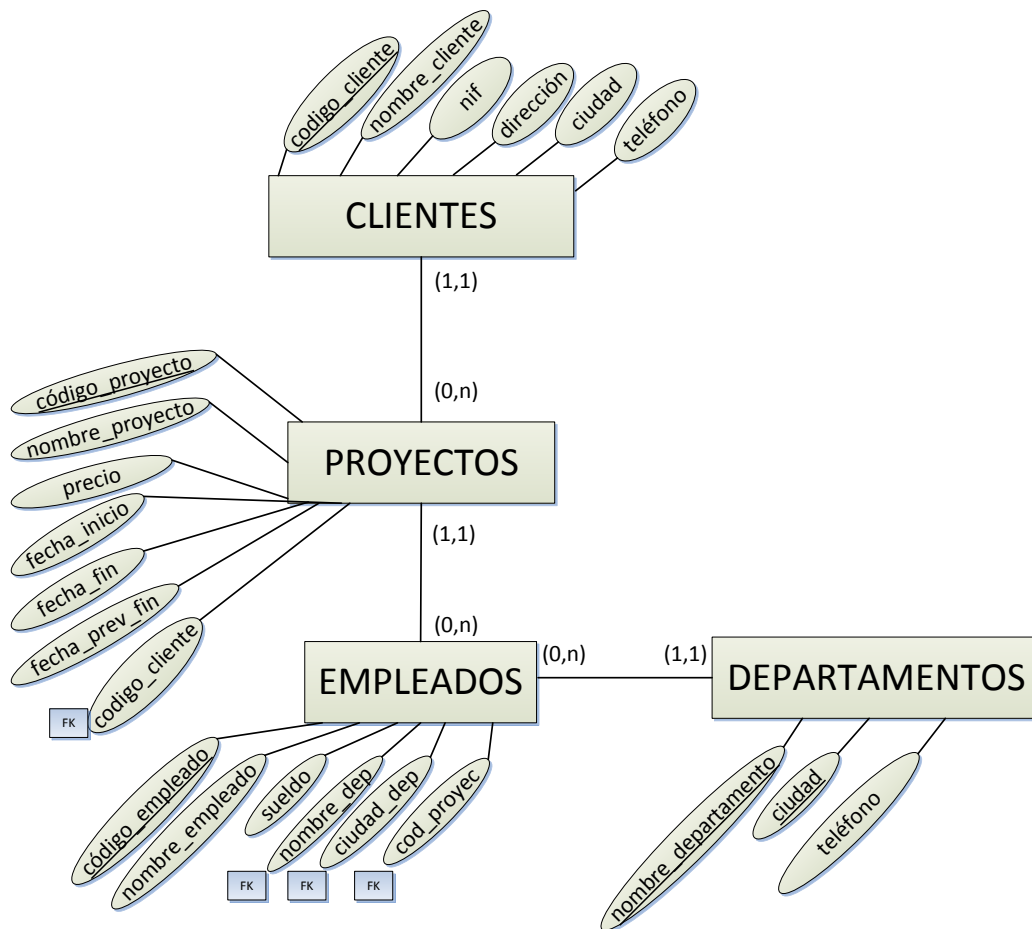 codigo_cliente
nombre_cliente
nif
dirección
ciudad
teléfono
CLIENTES
(1,1)
(0,n)
código_proyecto
nombre_proyecto
precio
fecha_inicio
fecha_fin
fecha_prev_fin
codigo_cliente
FK
PROYECTOS
(1,1)
(0,n)
EMPLEADOS
(0,n)
(1,1)
DEPARTAMENTOS
código_empleado
nombre_empleado
sueldo
nombre_dep
ciudad_dep
cod_proyec
FK
FK
FK
nombre_departamento
ciudad
teléfono